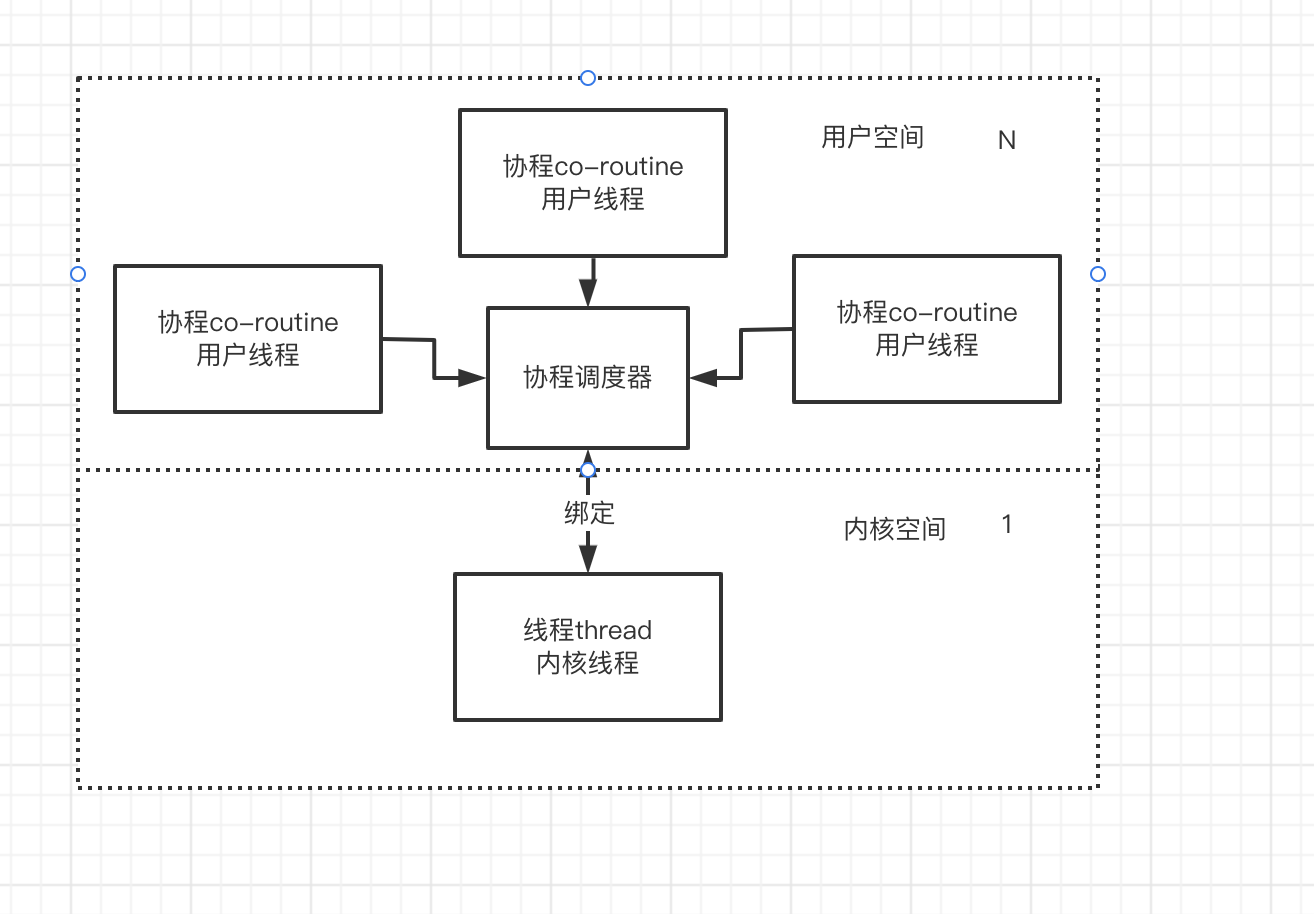 协程co-routine
用户线程
用户空间
N
协程co-routine
用户线程
协程调度器
协程co-routine
用户线程
绑定
内核空间
1
线程thread
内核线程